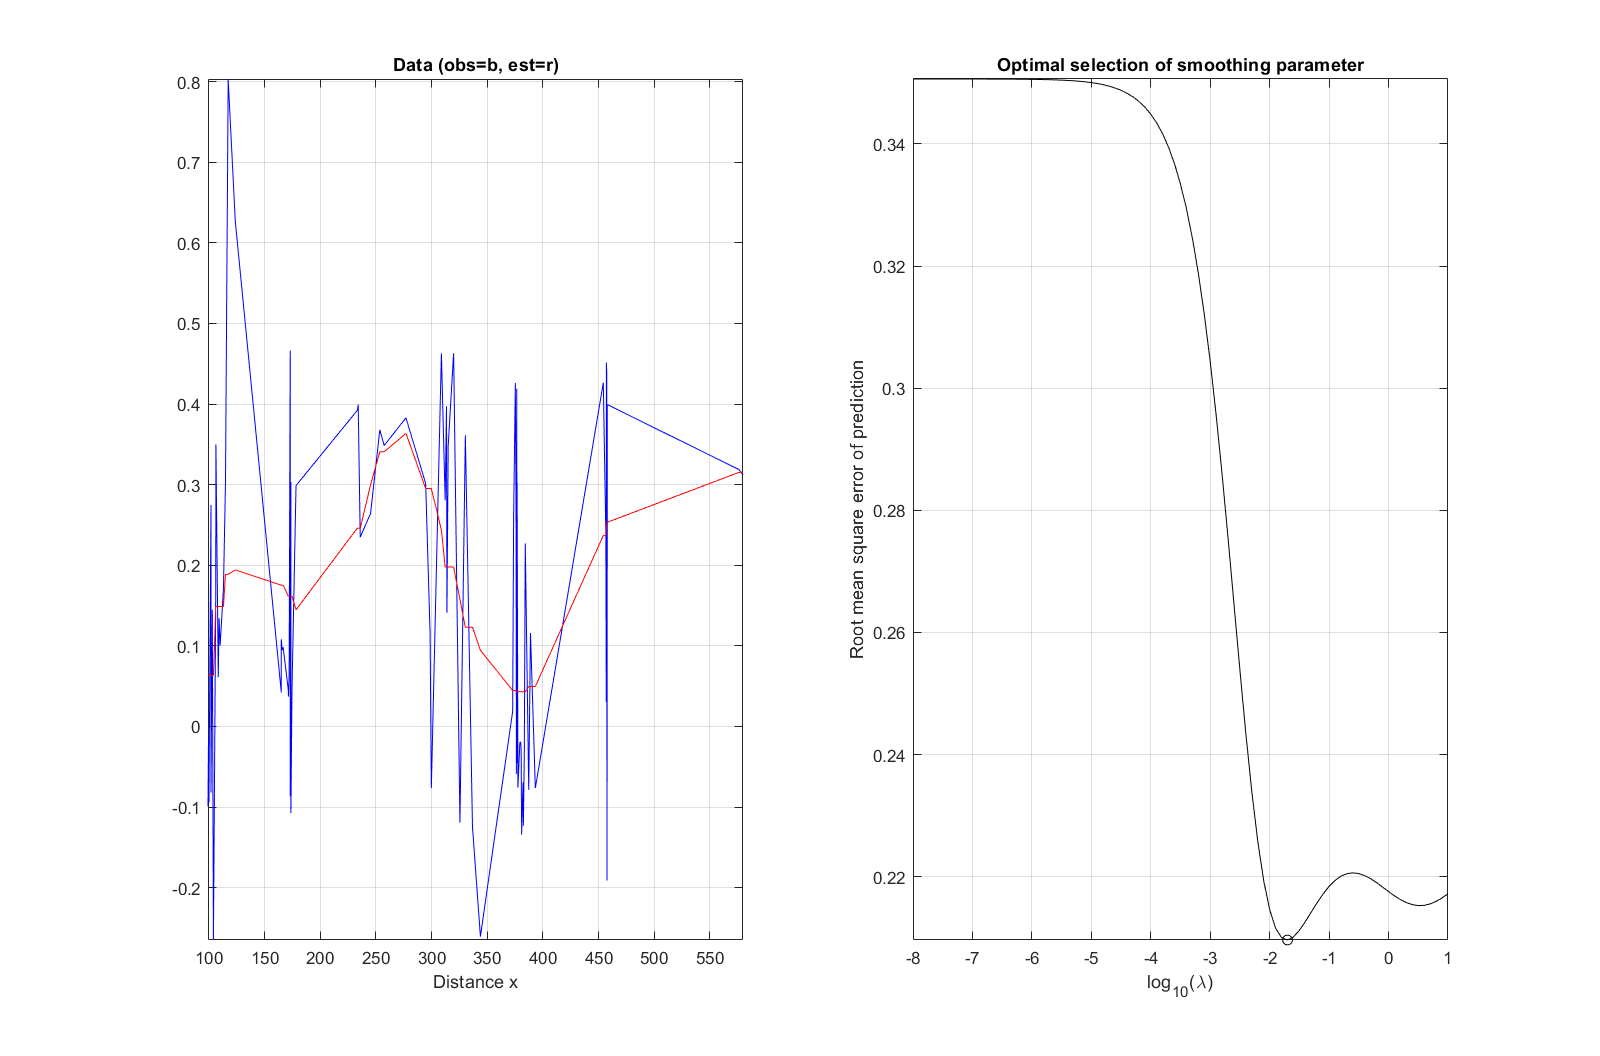 Data (obs=b, est=r)
0.8
0.7
0.6
0.5
0.4
0.3
0.2
0.1
0
-0.1
-0.2
100 150 200 250 300 350 400 450 500 550
Distance x
Optimal selection of smoothing parameter
Root mean square error of prediction
0.34
0.32
0.3
0.28
0.26
0.24
0.22
-8 -7 -6 -5 -4 -3 -2 -1 0 1
log10(λ)